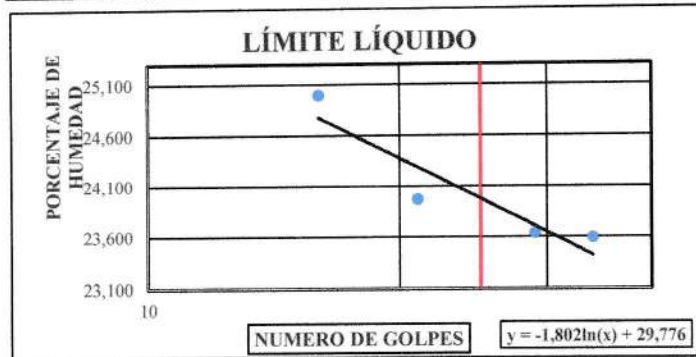 LÍMITE LÍQUIDO
PORCENTAJE DE
HUMEDAD
25,100
24,600
24,100
23,600
23,100
10
NUMERO DE GOLPES
y = -1,802ln(x) + 29,776